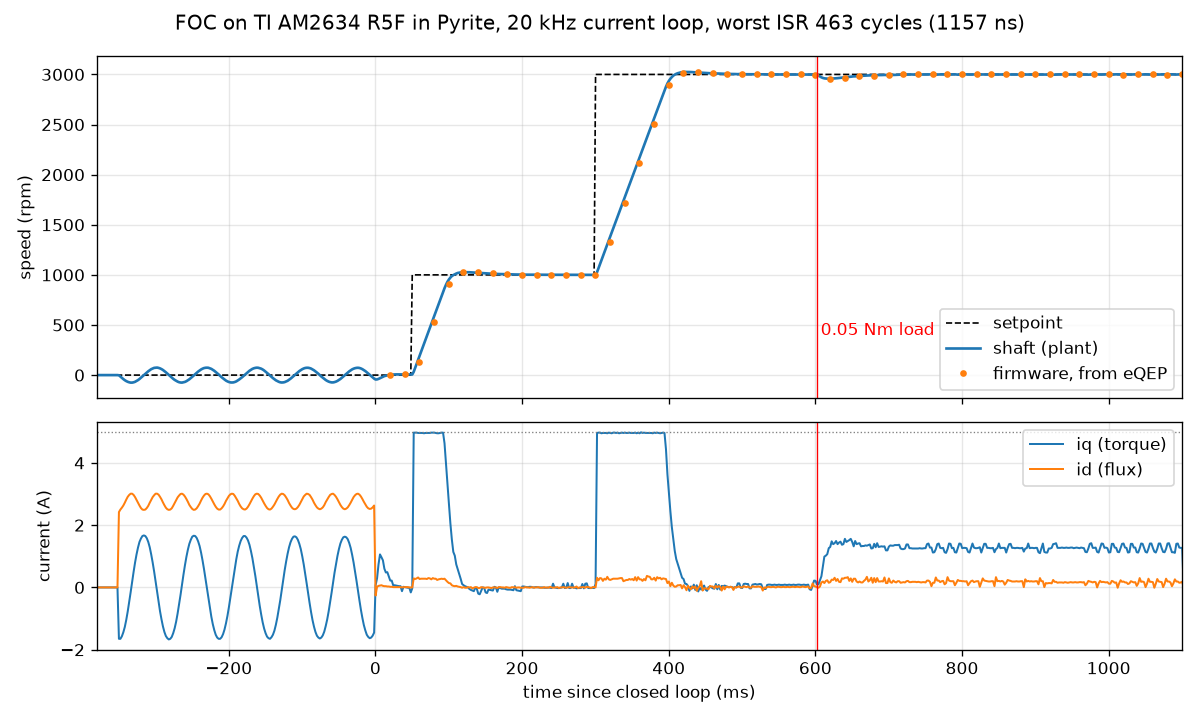 FOC on TI AM2634 R5F in Pyrite, 20 kHz current loop, worst ISR 463 cycles (1157 ns)
3000
2500
2000
1500
1000
500
0
speed (rpm)
0.05 Nm load
setpoint
shaft (plant)
firmware, from eQEP
4
2
0
−2
current (A)
iq (torque)
id (flux)
−200
0
200
400
600
800
1000
time since closed loop (ms)